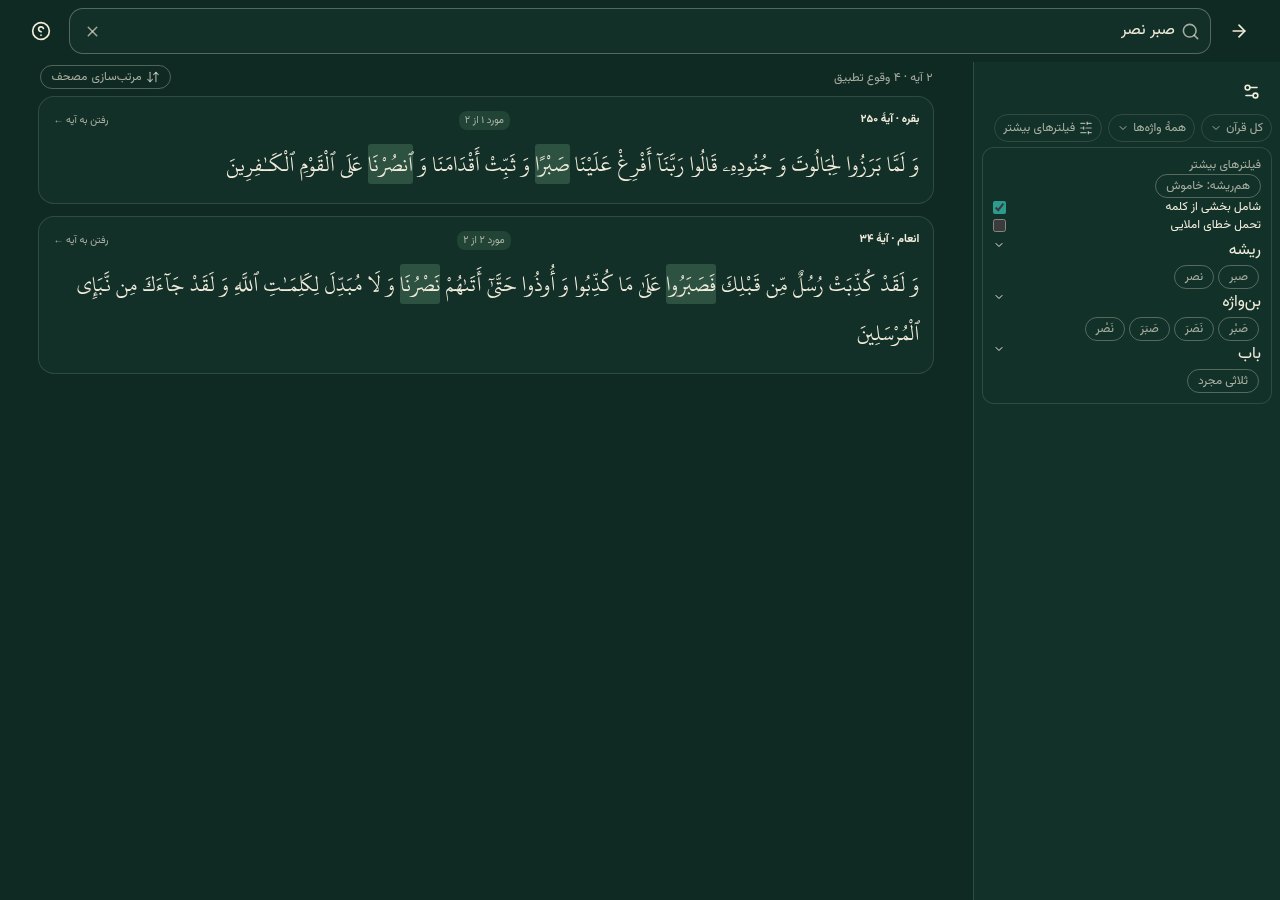 صبر نصر
۲ آیه · ۴ وقوع تطبیق
مرتب‌سازی مصحف
بقره · آیهٔ ۲۵۰
مورد ۱ از ۲
رفتن به آیه ←
وَ لَمَّا بَرَزُوا لِجَالُوتَ وَ جُنُودِهِۦ قَالُوا رَبَّنَآ أَفْرِغْ عَلَيْنَا صَبْرًا وَ ثَبِّتْ أَقْدَامَنَا وَ ٱنصُرْنَا عَلَى ٱلْقَوْمِ ٱلْكَـٰفِرِينَ
انعام · آیهٔ ۳۴
مورد ۲ از ۲
رفتن به آیه ←
وَ لَقَدْ كُذِّبَتْ رُسُلٌ مِّن قَبْلِكَ فَصَبَرُوا عَلَىٰ مَا كُذِّبُوا وَ أُوذُوا حَتَّىٰٓ أَتَىٰهُمْ نَصْرُنَا وَ لَا مُبَدِّلَ لِكَلِمَـٰتِ ٱللَّهِ وَ لَقَدْ جَآءَكَ مِن نَّبَإِى
ٱلْمُرْسَلِينَ
کل قرآن
همهٔ واژه‌ها
فیلترهای بیشتر
فیلترهای بیشتر
هم‌ریشه: خاموش
شامل بخشی از کلمه
تحمل خطای املایی
ریشه
صبر
نصر
بن‌واژه
صَبْر
نَصَرَ
صَبَرَ
نَصْر
باب
ثلاثی مجرد